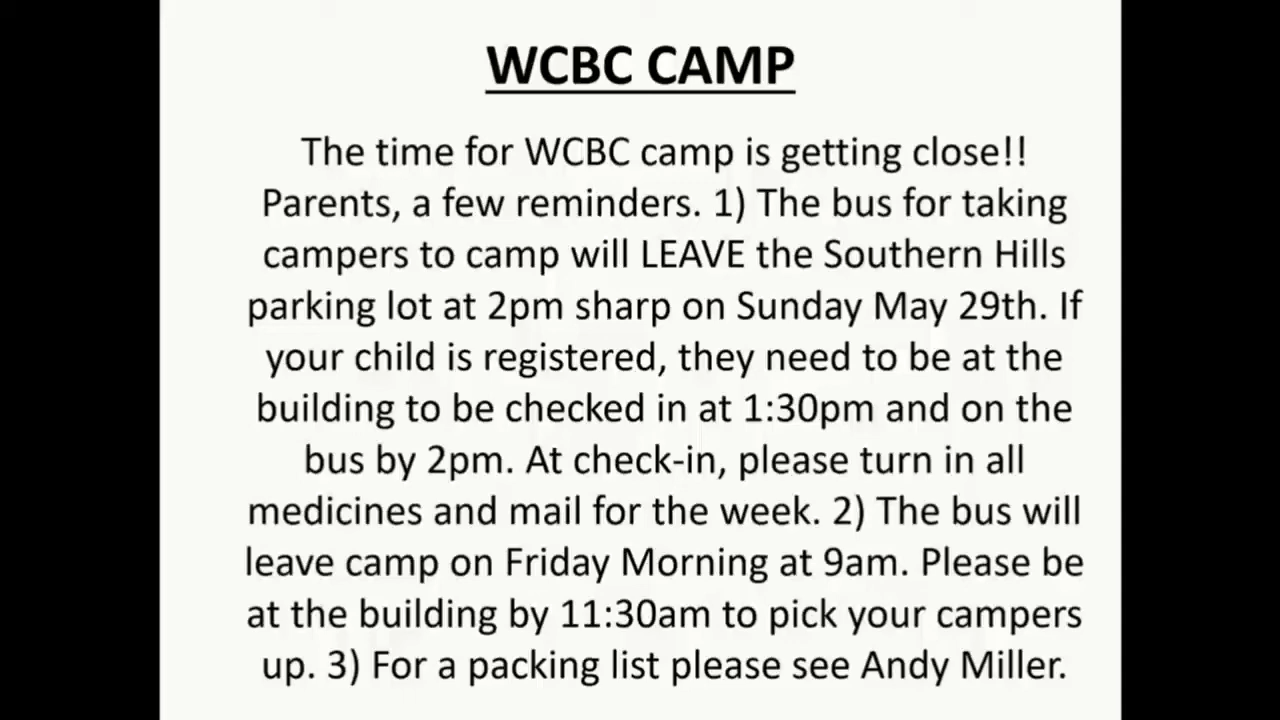 WCBC CAMP
The time for WCBC camp is getting close!!
Parents, a few reminders. 1) The bus for taking
campers to camp will LEAVE the Southern Hills
parking lot at 2pm sharp on Sunday May 29th. If
your child is registered, they need to be at the
building to be checked in at 1:30pm and on the
bus by 2pm. At check-in, please turn in all
medicines and mail for the week. 2) The bus will
leave camp on Friday Morning at 9am. Please be
at the building by 11:30am to pick your campers
up. 3) For a packing list please see Andy Miller.